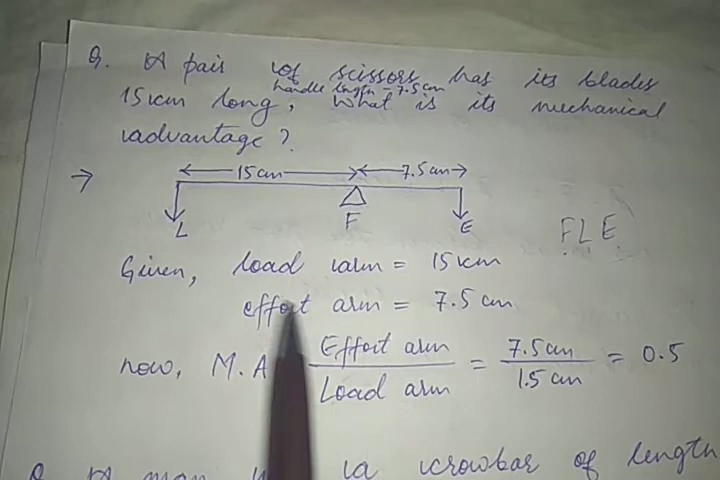 Q. A pair of scissors has its blades
handle length = 7.5 cm
15 cm long, What is its mechanical
advantage?
→ 15 cm 7.5 cm
L F E
F L E
Given, load arm = 15 cm
effort arm = 7.5 cm
now, M.A Effort arm / Load arm = 7.5 cm / 1.5 cm = 0.5
Q. A man a crowbar of length